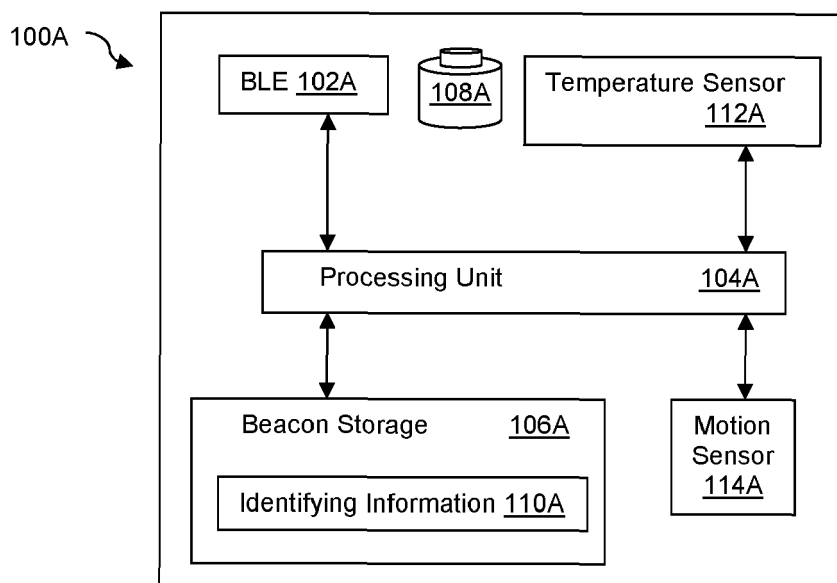 100A
BLE 102A
108A
Temperature Sensor
112A
Processing Unit 104A
Beacon Storage 106A
Identifying Information 110A
Motion
Sensor
114A